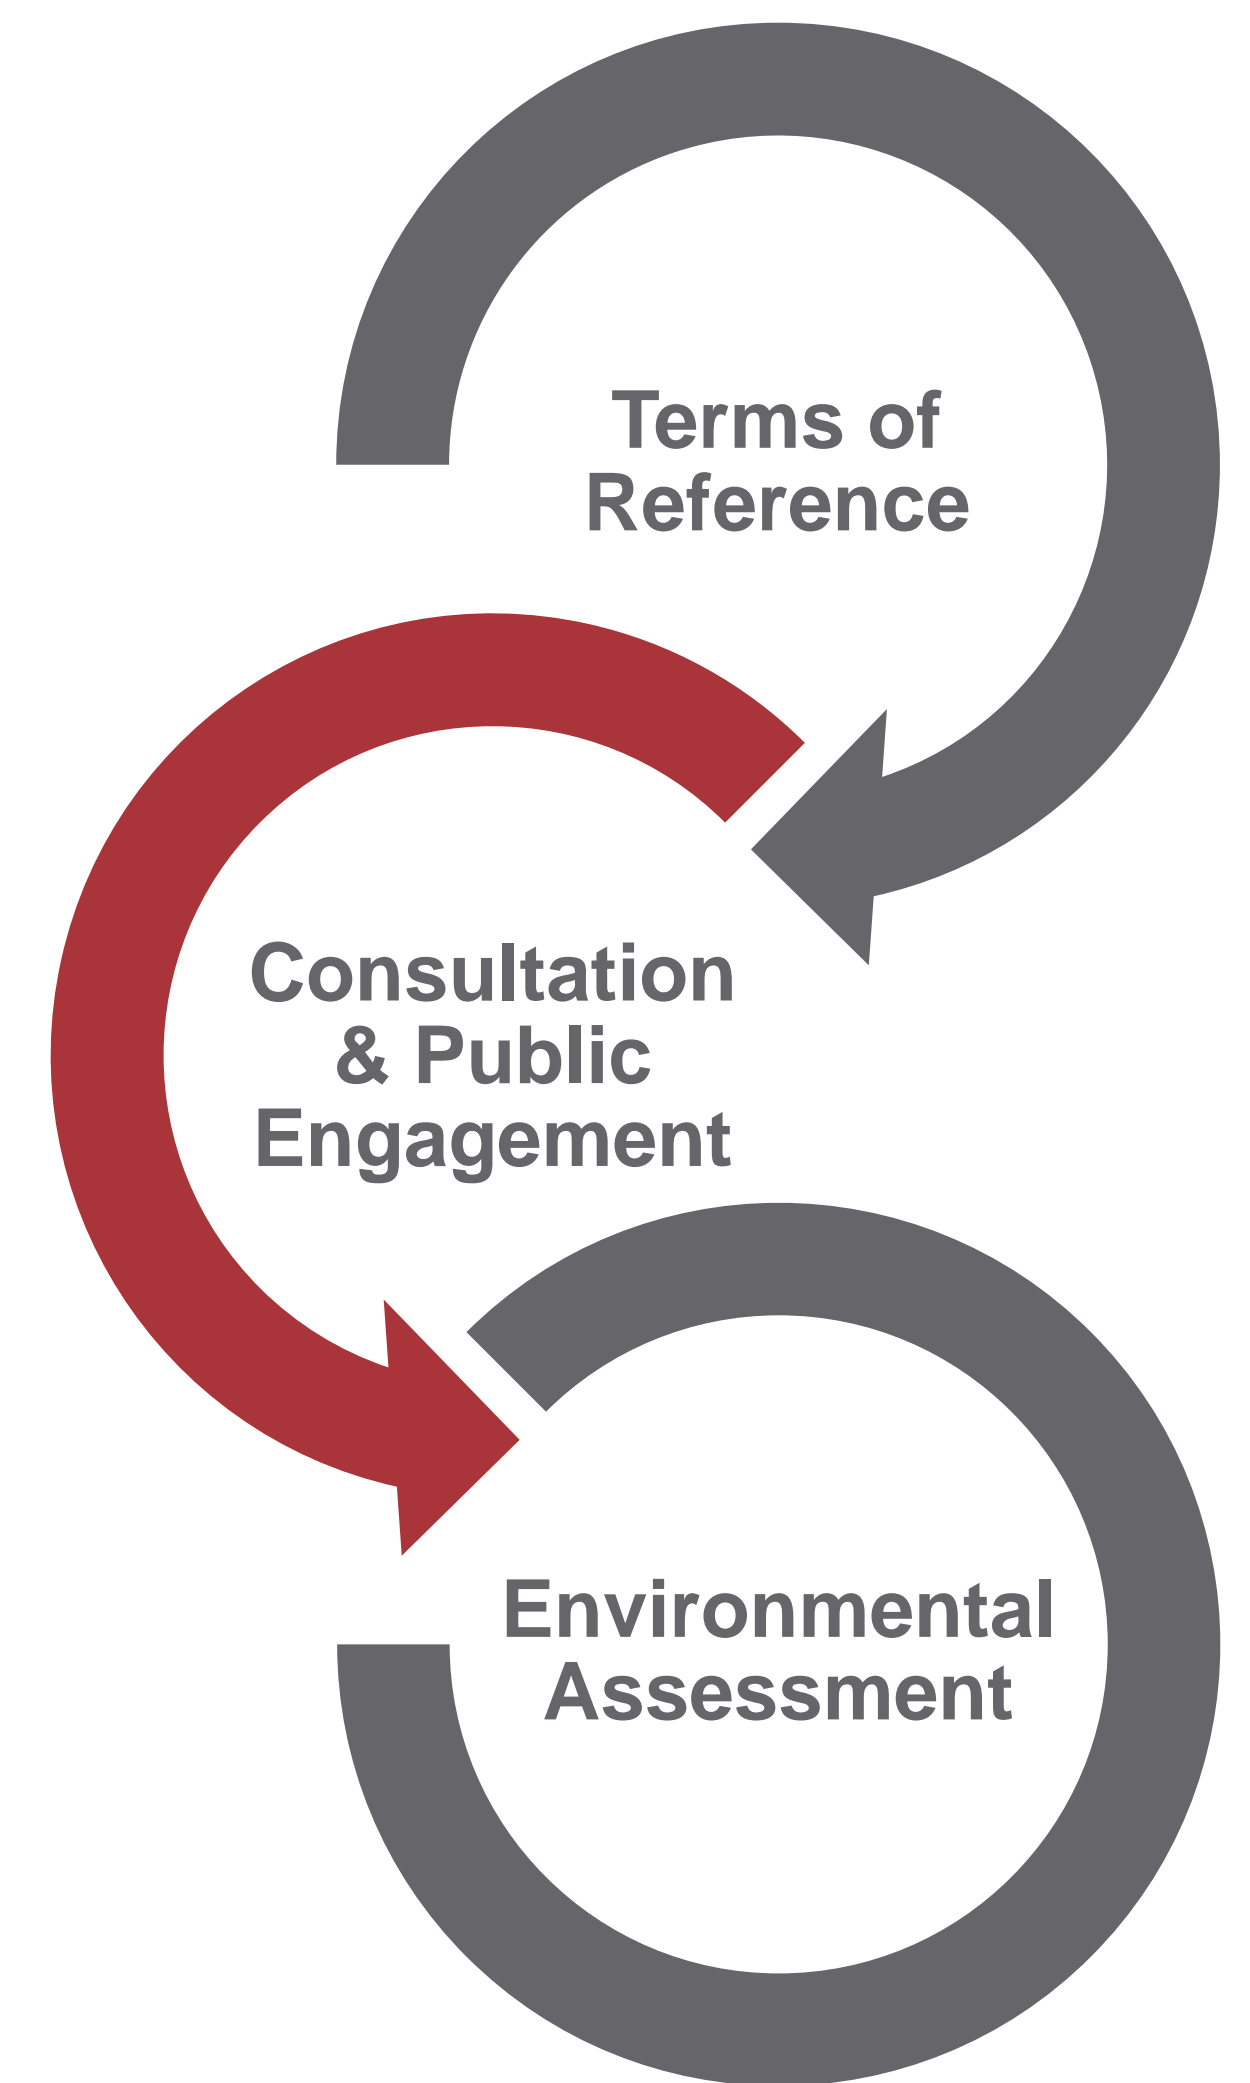 Terms of
Reference
Consultation
& Public
Engagement
Environmental
Assessment